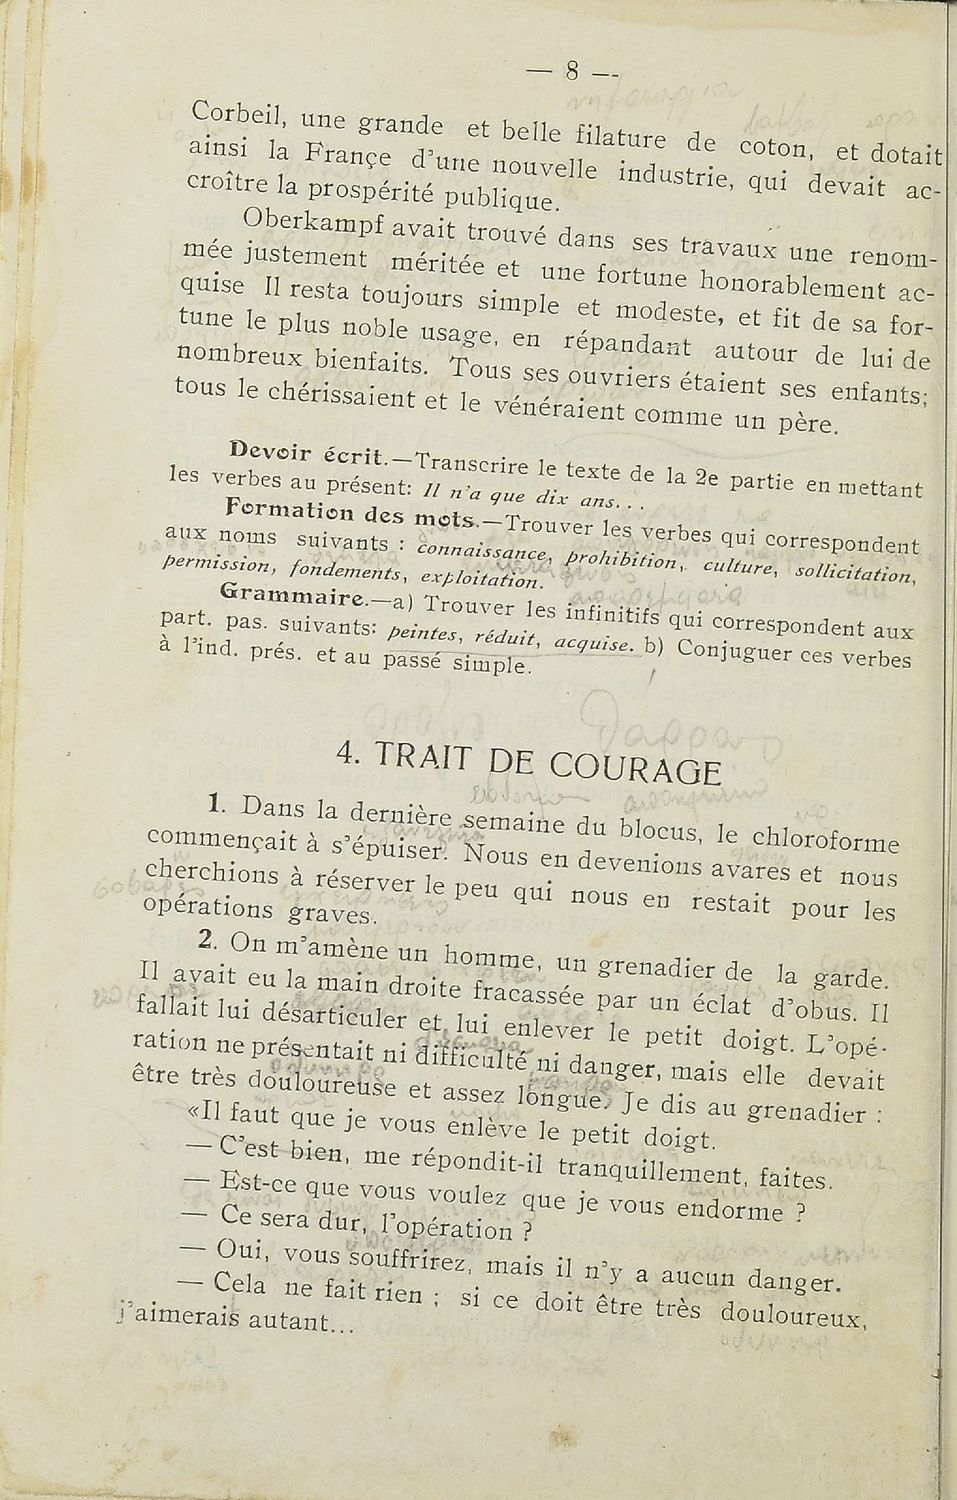 — 8 —
Corbeil, une grande et belle filature de coton, et dotait
ainsi la Françe d'une nouvelle industrie, qui devait ac-
croître la prospérité publique.
Oberkampf avait trouvé dans ses travaux une renom-
mée justement méritée et une fortune honorablement ac-
quise Il resta toujours simple et modeste, et fit de sa for-
tune le plus noble usage, en répandant autour de lui de
nombreux bienfaits. Tous ses ouvriers étaient ses enfants;
tous le chérissaient et le vénéraient comme un père.
Devoir écrit.—Transcrire le texte de la 2e partie en mettant
les verbes au présent: Il n'a que dix ans...
Formation des mots.—Trouver les verbes qui correspondent
aux noms suivants : connaissance, prohibition, culture, sollicitation,
permission, fondements, exploitation.
Grammaire.—a) Trouver les infinitifs qui correspondent aux
part. pas. suivants: peintes, réduit, acquise. b) Conjuguer ces verbes
à l'ind. prés. et au passé simple.
4. TRAIT DE COURAGE
1. Dans la dernière semaine du blocus, le chloroforme
commençait à s'épuiser. Nous en devenions avares et nous
cherchions à réserver le peu qui nous en restait pour les
opérations graves.
2. On m'amène un homme, un grenadier de la garde.
Il avait eu la main droite fracassée par un éclat d'obus. Il
fallait lui désarticuler et lui enlever le petit doigt. L'opé-
ration ne présentait ni difficulté ni danger, mais elle devait
être très douloureuse et assez longue. Je dis au grenadier :
«Il faut que je vous enlève le petit doigt.
— C'est bien, me répondit-il tranquillement, faites.
— Est-ce que vous voulez que je vous endorme ?
— Ce sera dur, l'opération ?
— Oui, vous souffrirez, mais il n'y a aucun danger.
— Cela ne fait rien ; si ce doit être très douloureux,
j'aimerais autant...